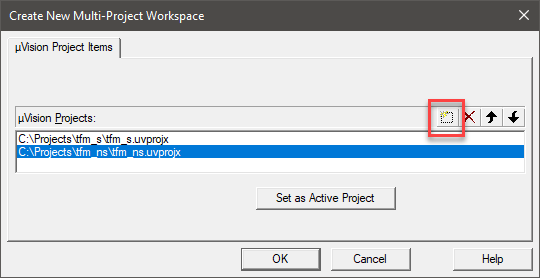 Create New Multi-Project Workspace
µVision Project Items
µVision Projects:
C:\Projects\tfm_s\tfm_s.uvprojx
C:\Projects\tfm_ns\tfm_ns.uvprojx
Set as Active Project
OK
Cancel
Help